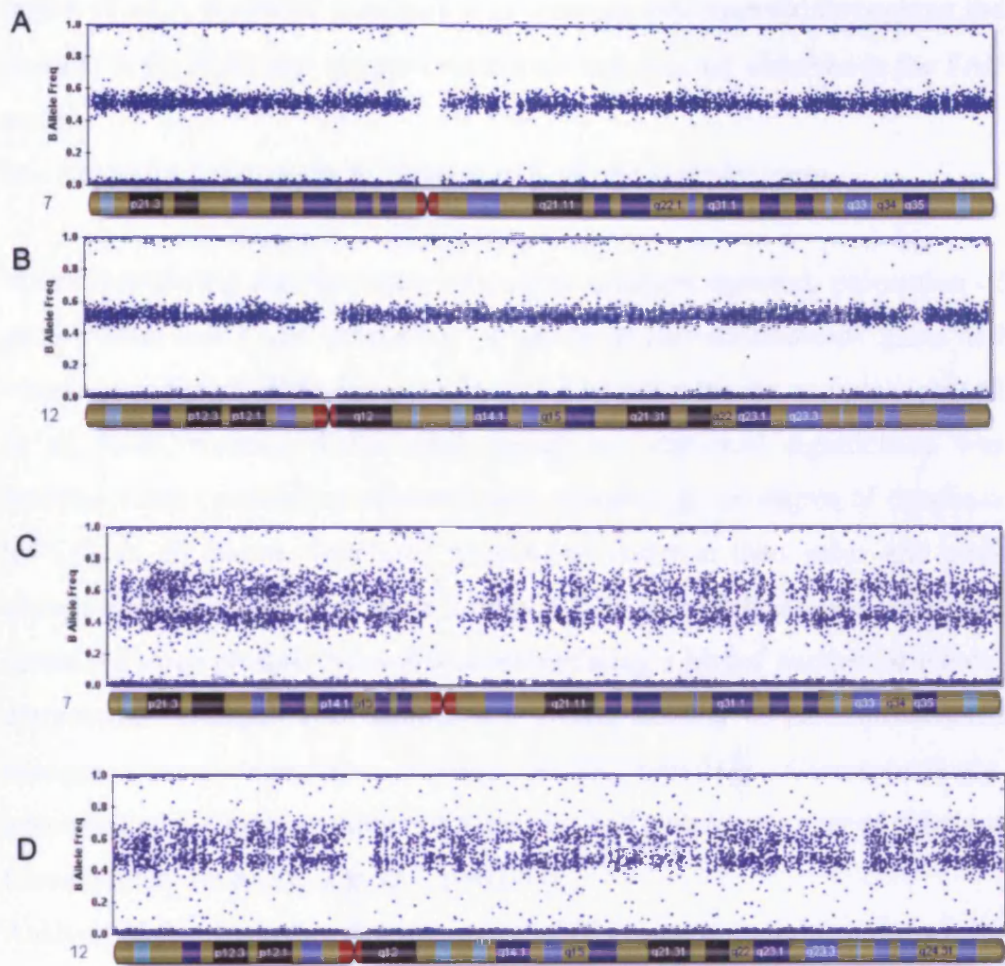 A
B Allele Freq
1.0
0.8
0.6
0.4
0.2
0.0
7
p21.3
q21.11
q22.1
q31.1
q33
q34
q35
B
B Allele Freq
1.0
0.8
0.6
0.4
0.2
0.0
12
p12.3
p12.1
q12
q14.1
q15
q21.31
q22
q23.1
q23.3
C
B Allele Freq
1.0
0.8
0.6
0.4
0.2
0.0
7
p21.3
p14.1
q21.11
q31.1
q33
q34
q35
D
B Allele Freq
1.0
0.8
0.6
0.4
0.2
0.0
12
p12.3
p12.1
q12
q14.1
q15
q21.31
q22
q23.1
q23.3
q24.31